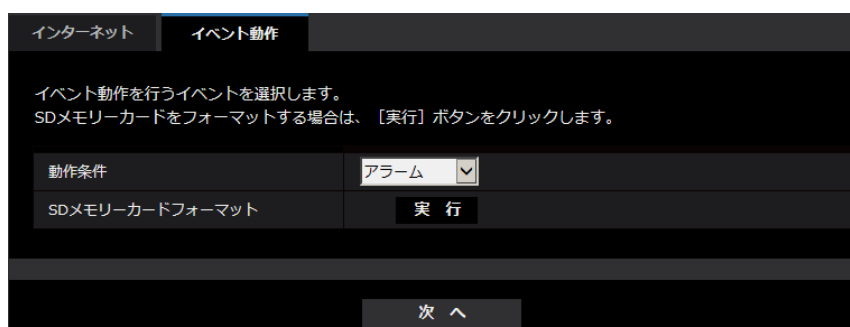 インターネット イベント動作
イベント動作を行うイベントを選択します。
SDメモリーカードをフォーマットする場合は、［実行］ボタンをクリックします。
動作条件 アラーム
SDメモリーカードフォーマット 実 行
次 へ